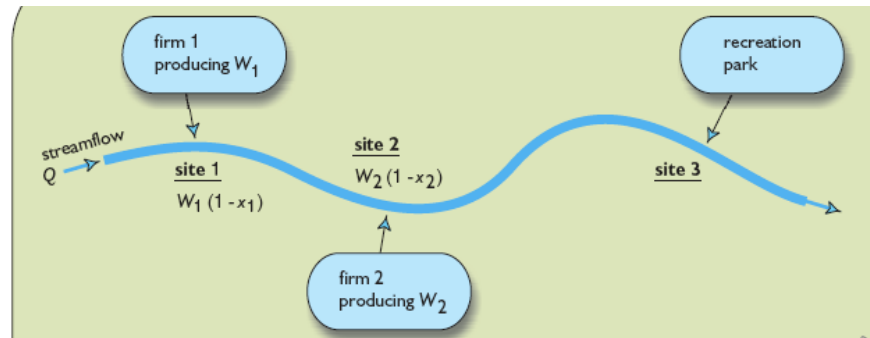 firm 1
producing W1
recreation
park
streamflow
Q
site 1
W1 (1 -x1)
site 2
W2 (1 -x2)
site 3
firm 2
producing W2